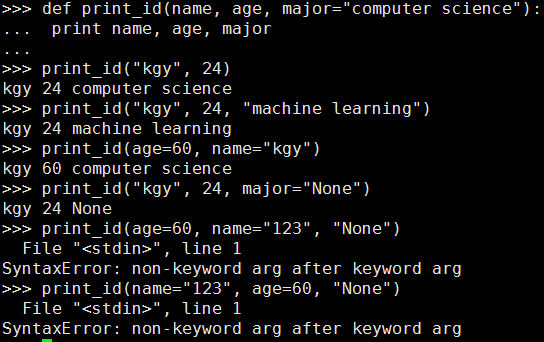 >>> def print_id(name, age, major="computer science"):
...  print name, age, major
...
>>> print_id("kgy", 24)
kgy 24 computer science
>>> print_id("kgy", 24, "machine learning")
kgy 24 machine learning
>>> print_id(age=60, name="kgy")
kgy 60 computer science
>>> print_id("kgy", 24, major="None")
kgy 24 None
>>> print_id(age=60, name="123", "None")
  File "<stdin>", line 1
SyntaxError: non-keyword arg after keyword arg
>>> print_id(name="123", age=60, "None")
  File "<stdin>", line 1
SyntaxError: non-keyword arg after keyword arg